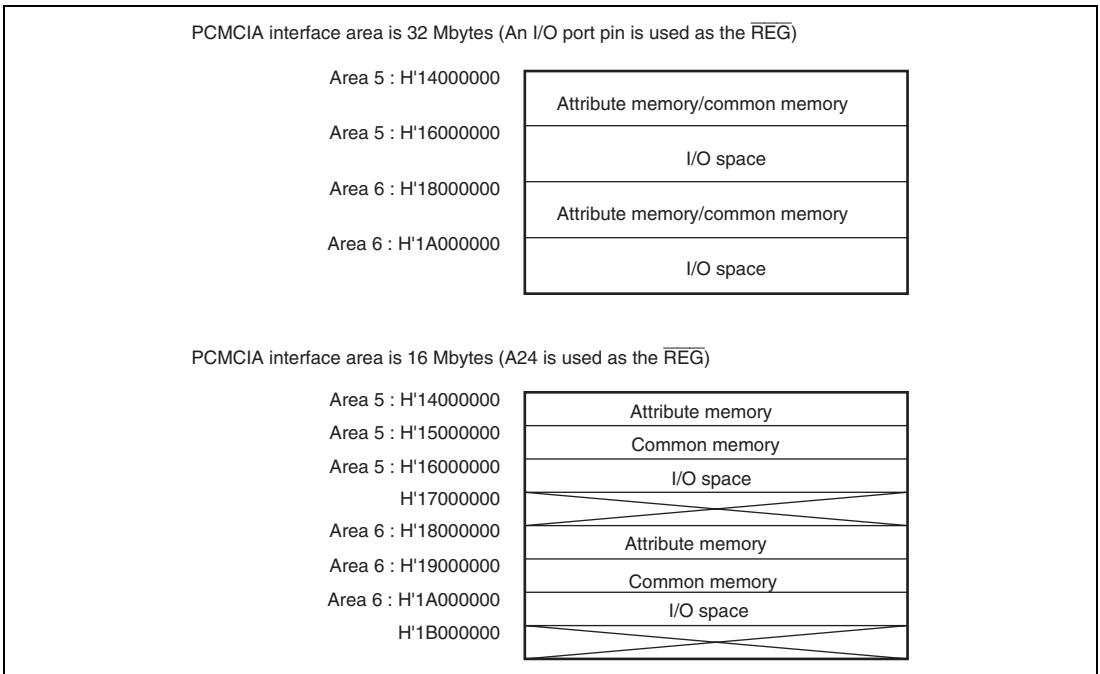 PCMCIA interface area is 32 Mbytes (An I/O port pin is used as the R̅E̅G̅)
Area 5 : H'14000000
Attribute memory/common memory
Area 5 : H'16000000
I/O space
Area 6 : H'18000000
Attribute memory/common memory
Area 6 : H'1A000000
I/O space
PCMCIA interface area is 16 Mbytes (A24 is used as the R̅E̅G̅)
Area 5 : H'14000000
Attribute memory
Area 5 : H'15000000
Common memory
Area 5 : H'16000000
I/O space
H'17000000
Area 6 : H'18000000
Attribute memory
Area 6 : H'19000000
Common memory
Area 6 : H'1A000000
I/O space
H'1B000000